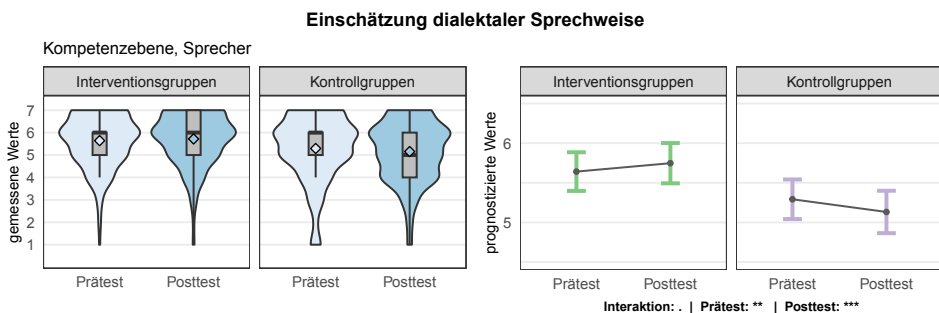 Einschätzung dialektaler Sprechweise
Kompetenzebene, Sprecher
Interventionsgruppen
Kontrollgruppen
gemessene Werte
7
6
5
4
3
2
1
Prätest
Posttest
Prätest
Posttest
Interventionsgruppen
Kontrollgruppen
prognostizierte Werte
6
5
Prätest
Posttest
Prätest
Posttest
Interaktion: . | Prätest: ** | Posttest: ***